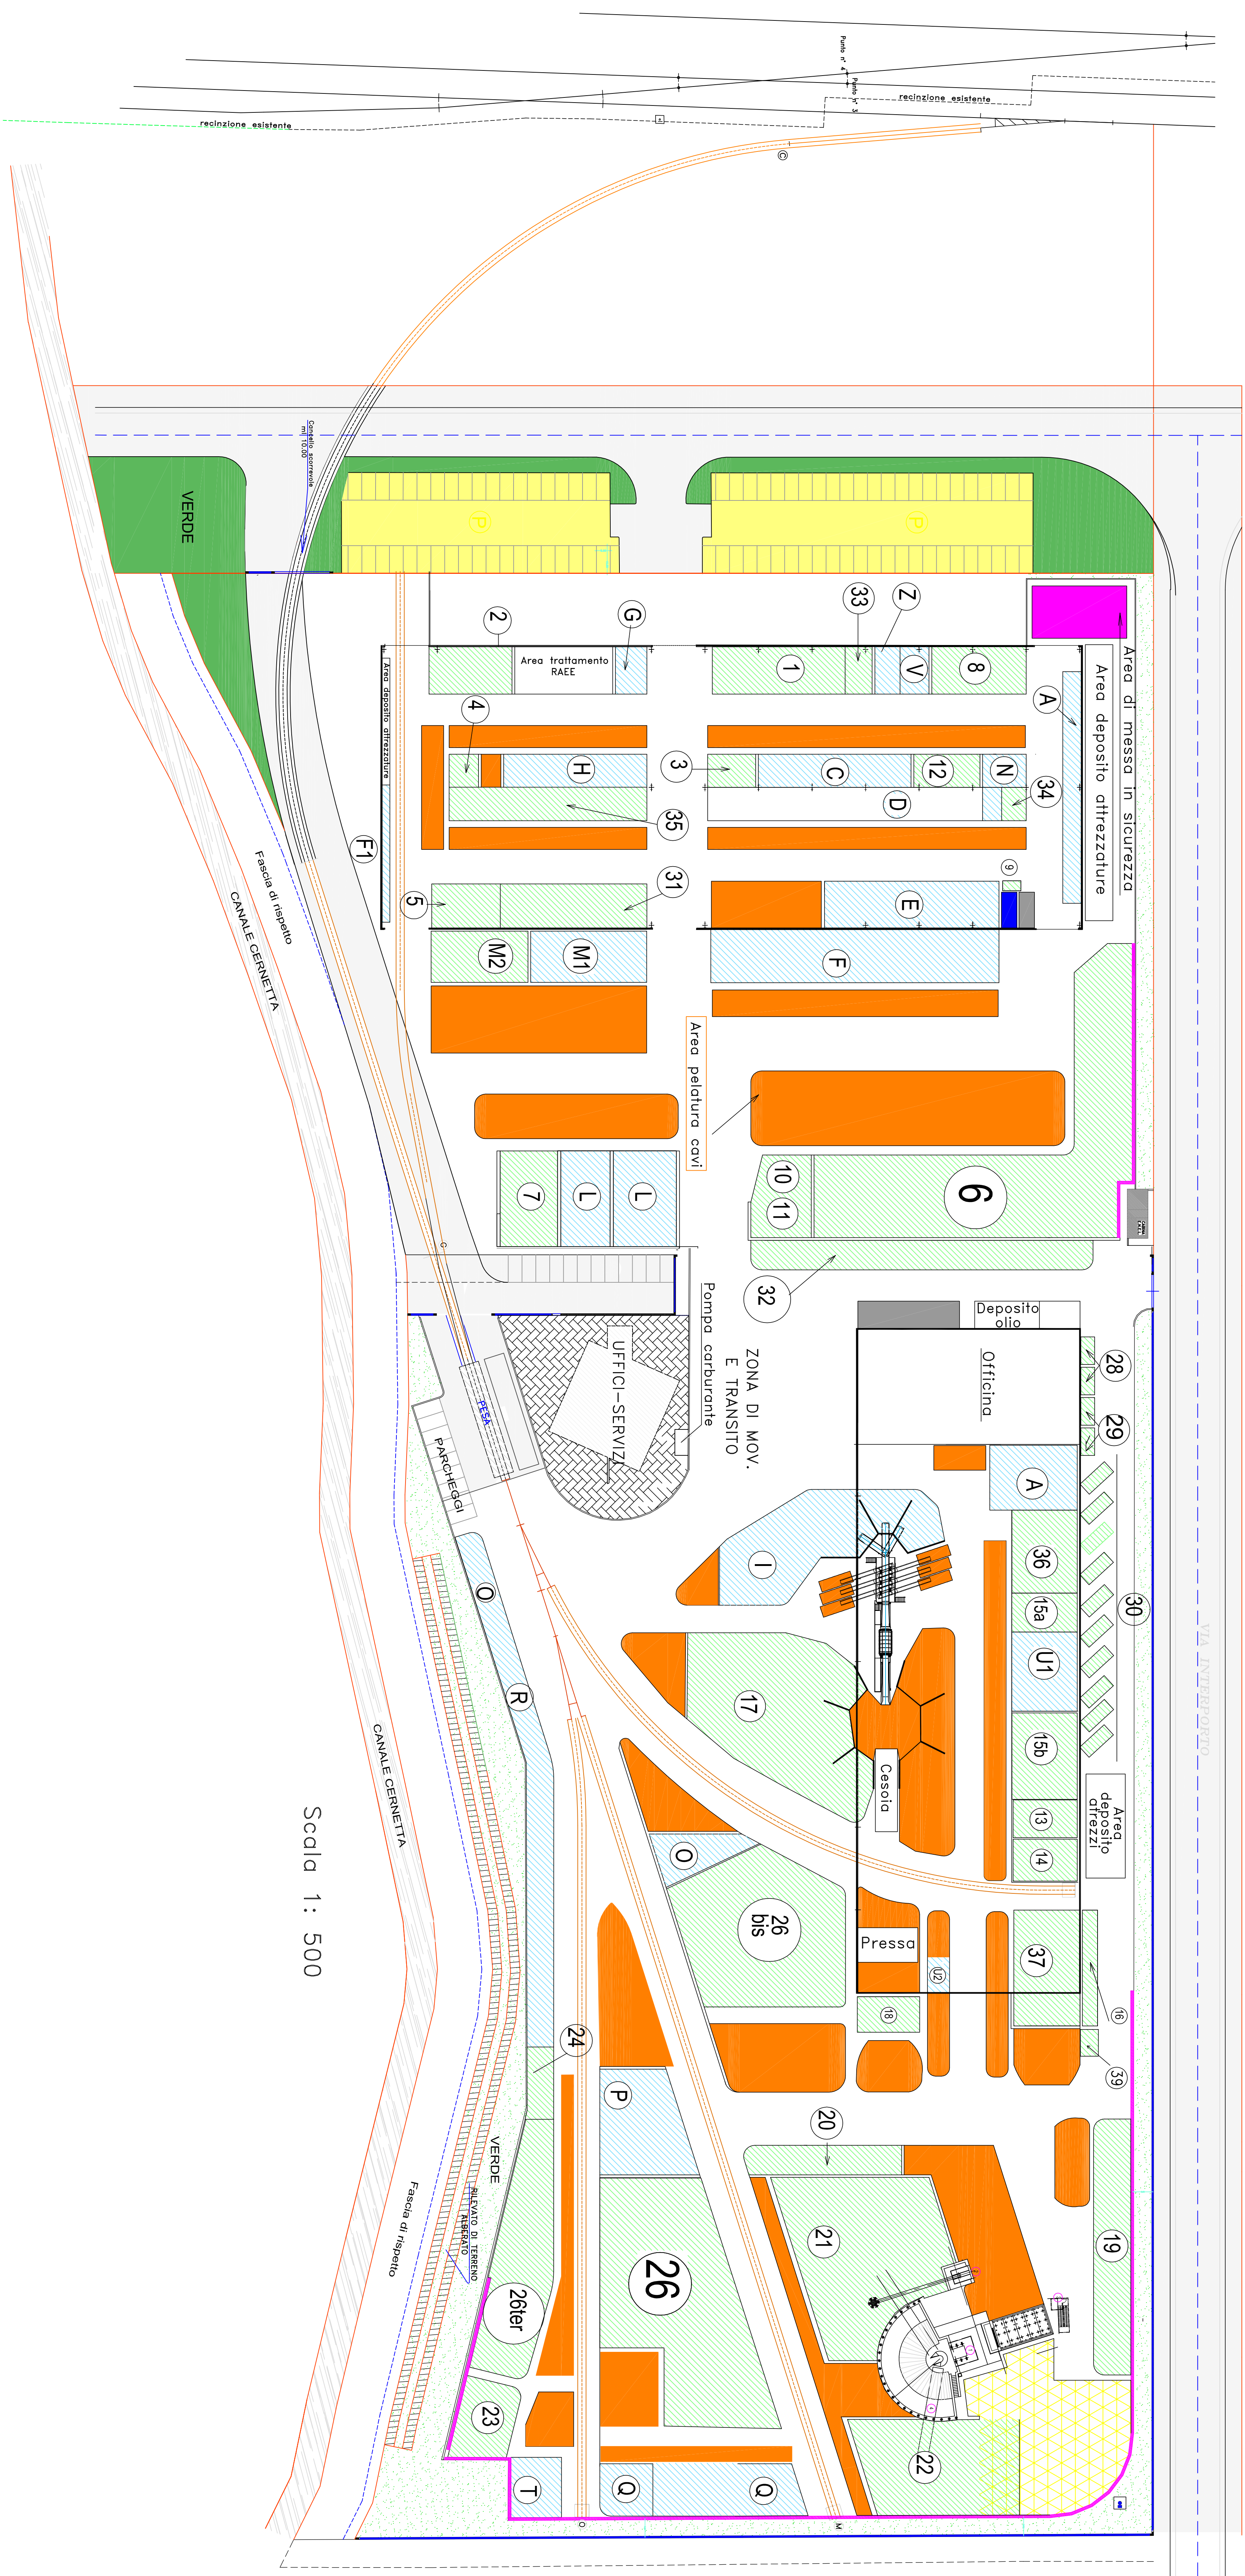 Punto n° 4
Punto n° 3
recinzione esistente
recinzione esistente
C
Cancello scorrevole
ml 10.00
VERDE
P
P
Z
33
G
2
Area trattamento
RAEE
1
V
8
Area di messa in sicurezza
Area deposito attrezzature
A
Area deposito attrezzature
4
H
3
C
12
N
34
D
35
F1
9
5
31
E
M2
M1
F
Fascia di rispetto
CANALE CERNETTA
Area pelatura cavi
7
L
L
10
11
6
32
C
Pompa carburante
ZONA DI MOV.
E TRANSITO
UFFICI-SERVIZI
PESA
PARCHEGGI
Deposito
olio
Officina
28
29
A
30
36
15a
U1
15b
13
14
VIA INTERPORTO
I
17
Cesoia
Area
deposito
attrezzi
O
R
CANALE CERNETTA
Scala 1: 500
O
26
bis
Pressa
U2
18
37
16
39
24
P
20
VERDE
RILEVATO DI TERRENO
ALBERATO
Fascia di rispetto
26ter
26
21
19
23
22
T
Q
Q
O
M